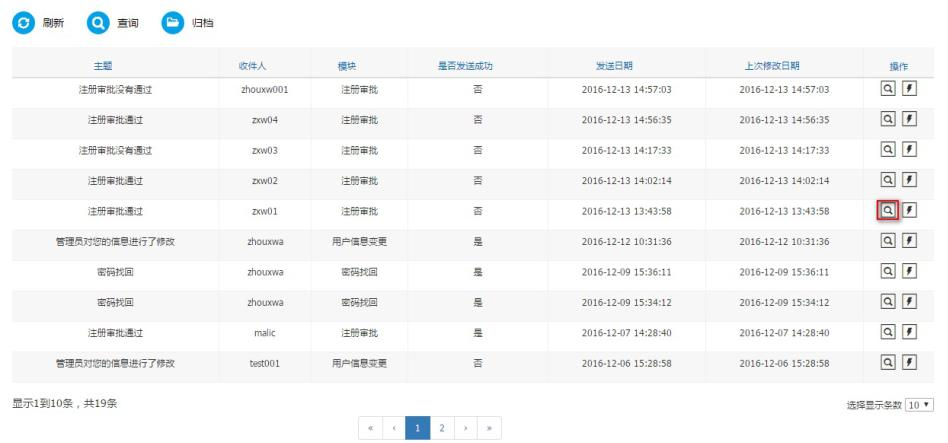 刷新 查询 归档
主题 收件人 模块 是否发送成功 发送日期 上次修改日期 操作
注册审批没有通过 zhouxw001 注册审批 否 2016-12-13 14:57:03 2016-12-13 14:57:03
注册审批通过 zxw04 注册审批 否 2016-12-13 14:56:35 2016-12-13 14:56:35
注册审批没有通过 zxw03 注册审批 否 2016-12-13 14:17:33 2016-12-13 14:17:33
注册审批通过 zxw02 注册审批 否 2016-12-13 14:02:14 2016-12-13 14:02:14
注册审批通过 zxw01 注册审批 否 2016-12-13 13:43:58 2016-12-13 13:43:58
管理员对您的信息进行了修改 zhouxwa 用户信息变更 是 2016-12-12 10:31:36 2016-12-12 10:31:36
密码找回 zhouxwa 密码找回 是 2016-12-09 15:36:11 2016-12-09 15:36:11
密码找回 zhouxwa 密码找回 是 2016-12-09 15:34:12 2016-12-09 15:34:12
注册审批通过 malic 注册审批 是 2016-12-07 14:28:40 2016-12-07 14:28:40
管理员对您的信息进行了修改 test001 用户信息变更 否 2016-12-06 15:28:58 2016-12-06 15:28:58
显示1到10条，共19条 选择显示条数 10
« ‹ 1 2 › »